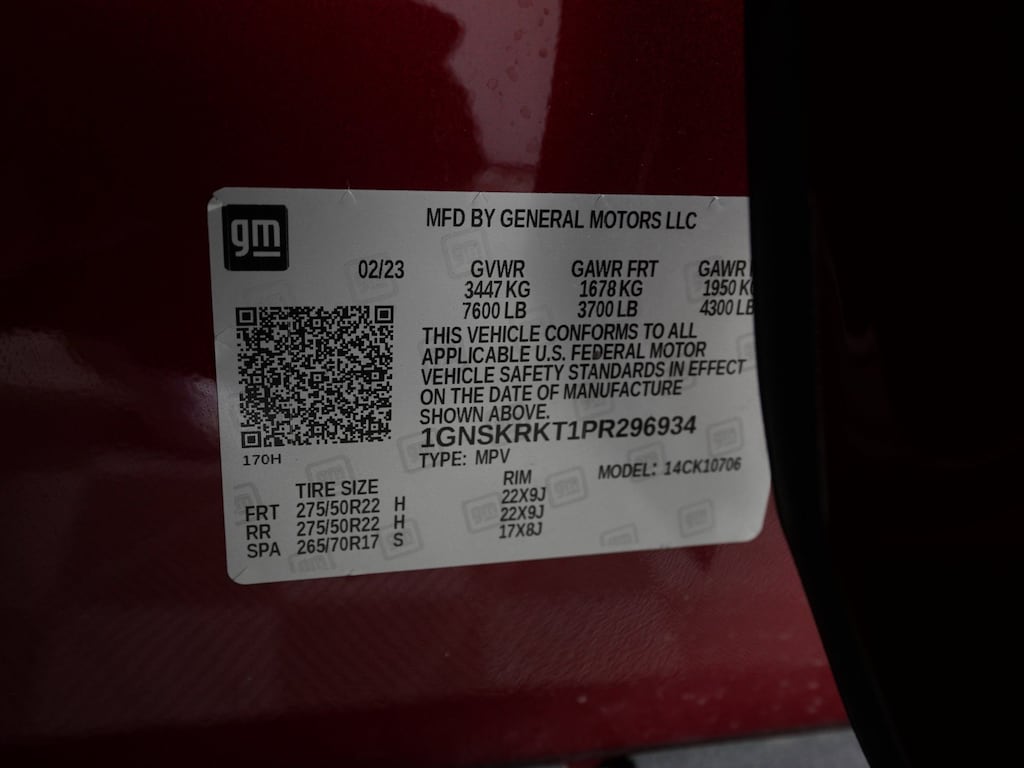 gm
MFD BY GENERAL MOTORS LLC
02/23 GVWR GAWR FRT GAWR
3447 KG 1678 KG 1950
7600 LB 3700 LB 4300 LB
THIS VEHICLE CONFORMS TO ALL
APPLICABLE U.S. FEDERAL MOTOR
VEHICLE SAFETY STANDARDS IN EFFECT
ON THE DATE OF MANUFACTURE
SHOWN ABOVE.
1GNSKRKT1PR296934
170H
TYPE: MPV MODEL: 14CK10706
TIRE SIZE RIM
FRT 275/50R22 H 22X9J
RR 275/50R22 H 22X9J
SPA 265/70R17 S 17X8J